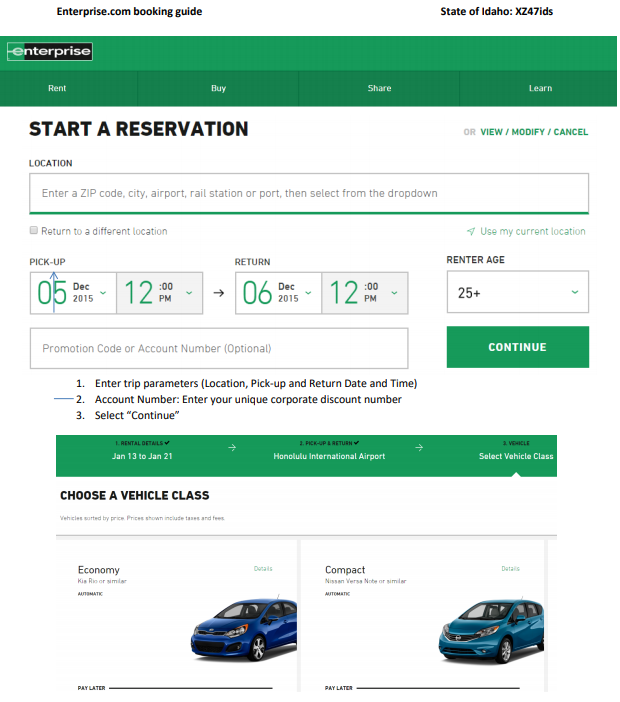 Enterprise.com booking guide State of Idaho: XZ47ids
enterprise
Rent Buy Share Learn
START A RESERVATION OR VIEW / MODIFY / CANCEL
LOCATION
Enter a ZIP code, city, airport, rail station or port, then select from the dropdown
Return to a different location Use my current location
PICK-UP RETURN RENTER AGE
05 Dec 2015 12 :00 PM → 06 Dec 2015 12 :00 PM 25+
Promotion Code or Account Number (Optional) CONTINUE
1. Enter trip parameters (Location, Pick-up and Return Date and Time)
2. Account Number: Enter your unique corporate discount number
3. Select “Continue”
1. RENTAL DETAILS ✔ 2. PICK-UP & RETURN ✔ 3. VEHICLE
Jan 13 to Jan 21 → Honolulu International Airport → Select Vehicle Class
CHOOSE A VEHICLE CLASS
Vehicles sorted by price. Prices shown include taxes and fees.
Economy Details Compact Details
Kia Rio or similar Nissan Versa Note or similar
AUTOMATIC AUTOMATIC
PAY LATER PAY LATER